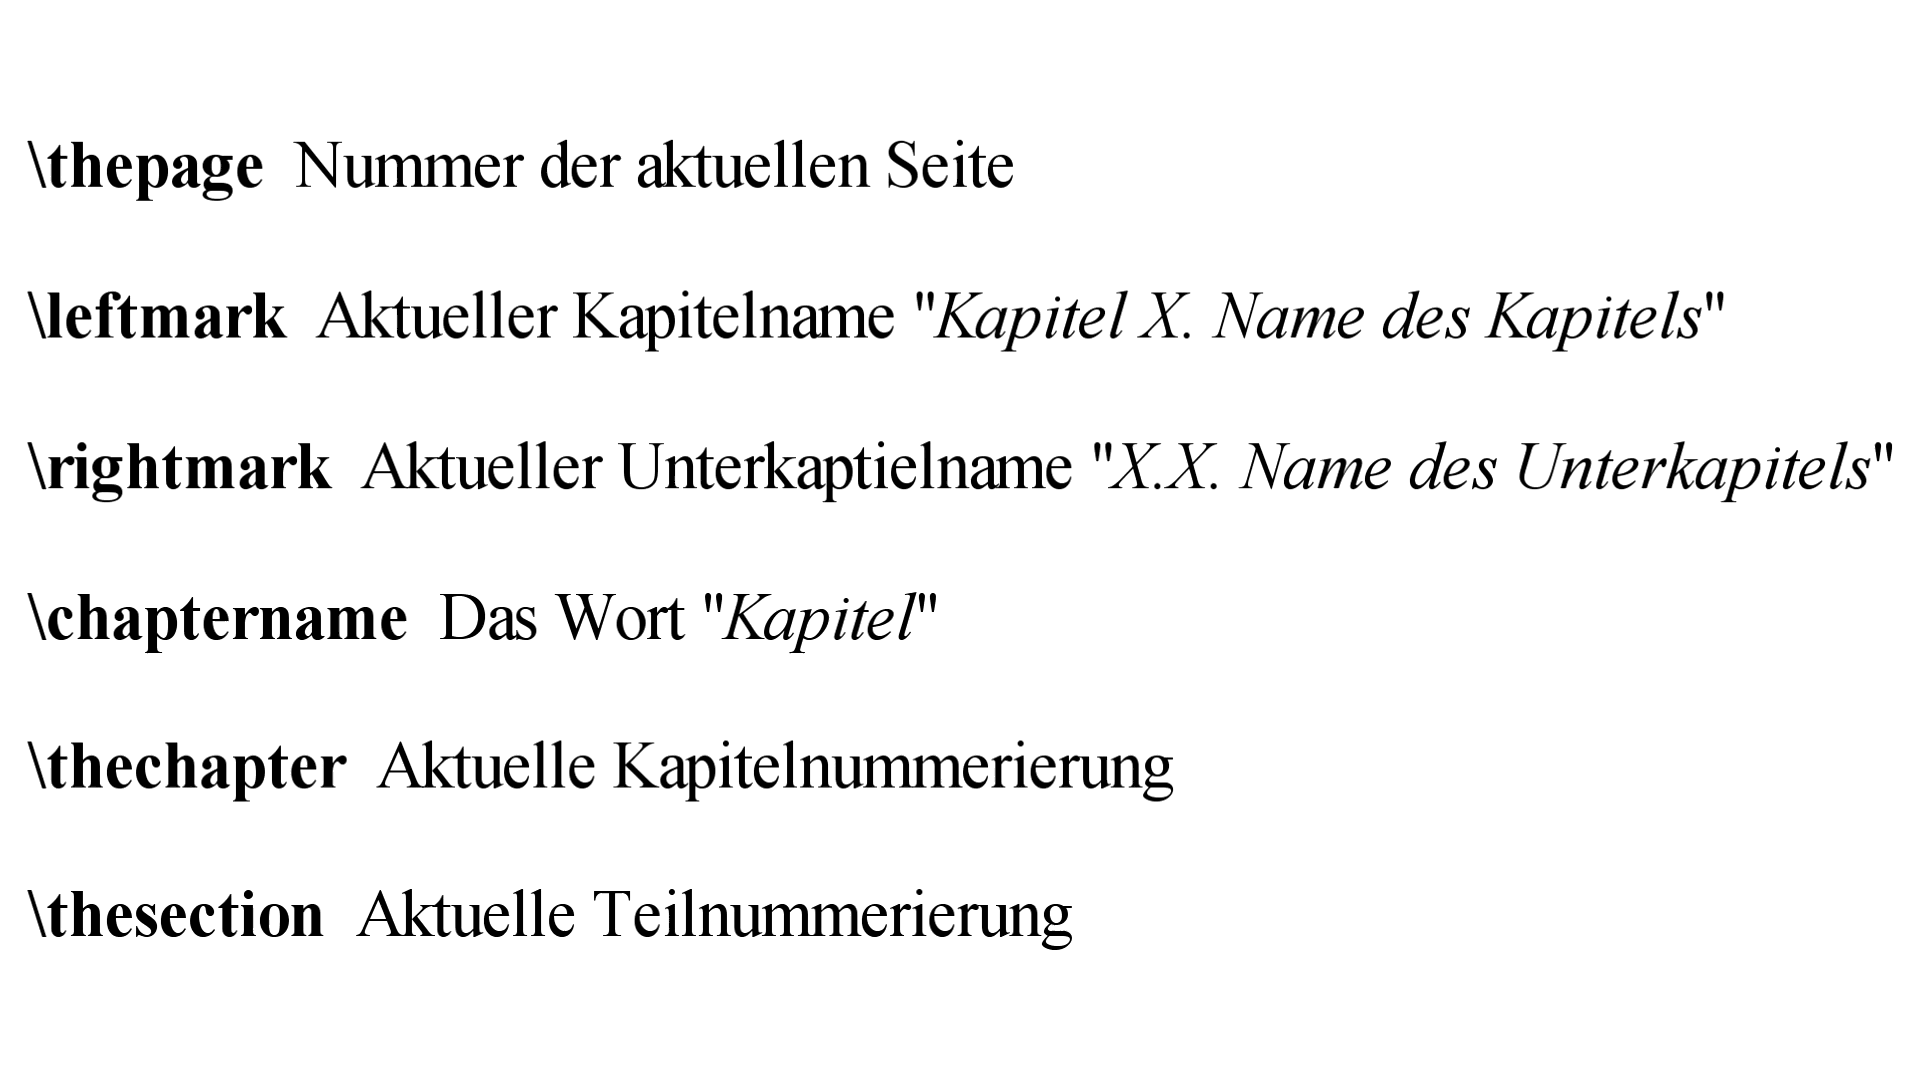 \thepage Nummer der aktuellen Seite
\leftmark Aktueller Kapitelname "Kapitel X. Name des Kapitels"
\rightmark Aktueller Unterkaptielname "X.X. Name des Unterkapitels"
\chaptername Das Wort "Kapitel"
\thechapter Aktuelle Kapitelnummerierung
\thesection Aktuelle Teilnummerierung